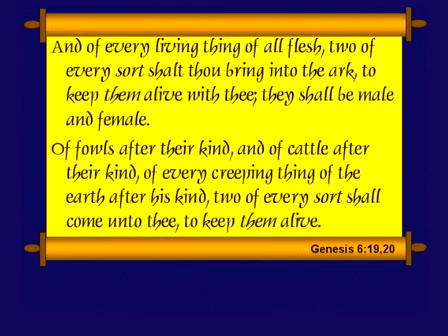 And of every living thing of all flesh, two of
every sort shalt thou bring into the ark, to
keep them alive with thee; they shall be male
and female.
Of fowls after their kind, and of cattle after
their kind, of every creeping thing of the
earth after his kind, two of every sort shall
come unto thee, to keep them alive.
Genesis 6:19,20